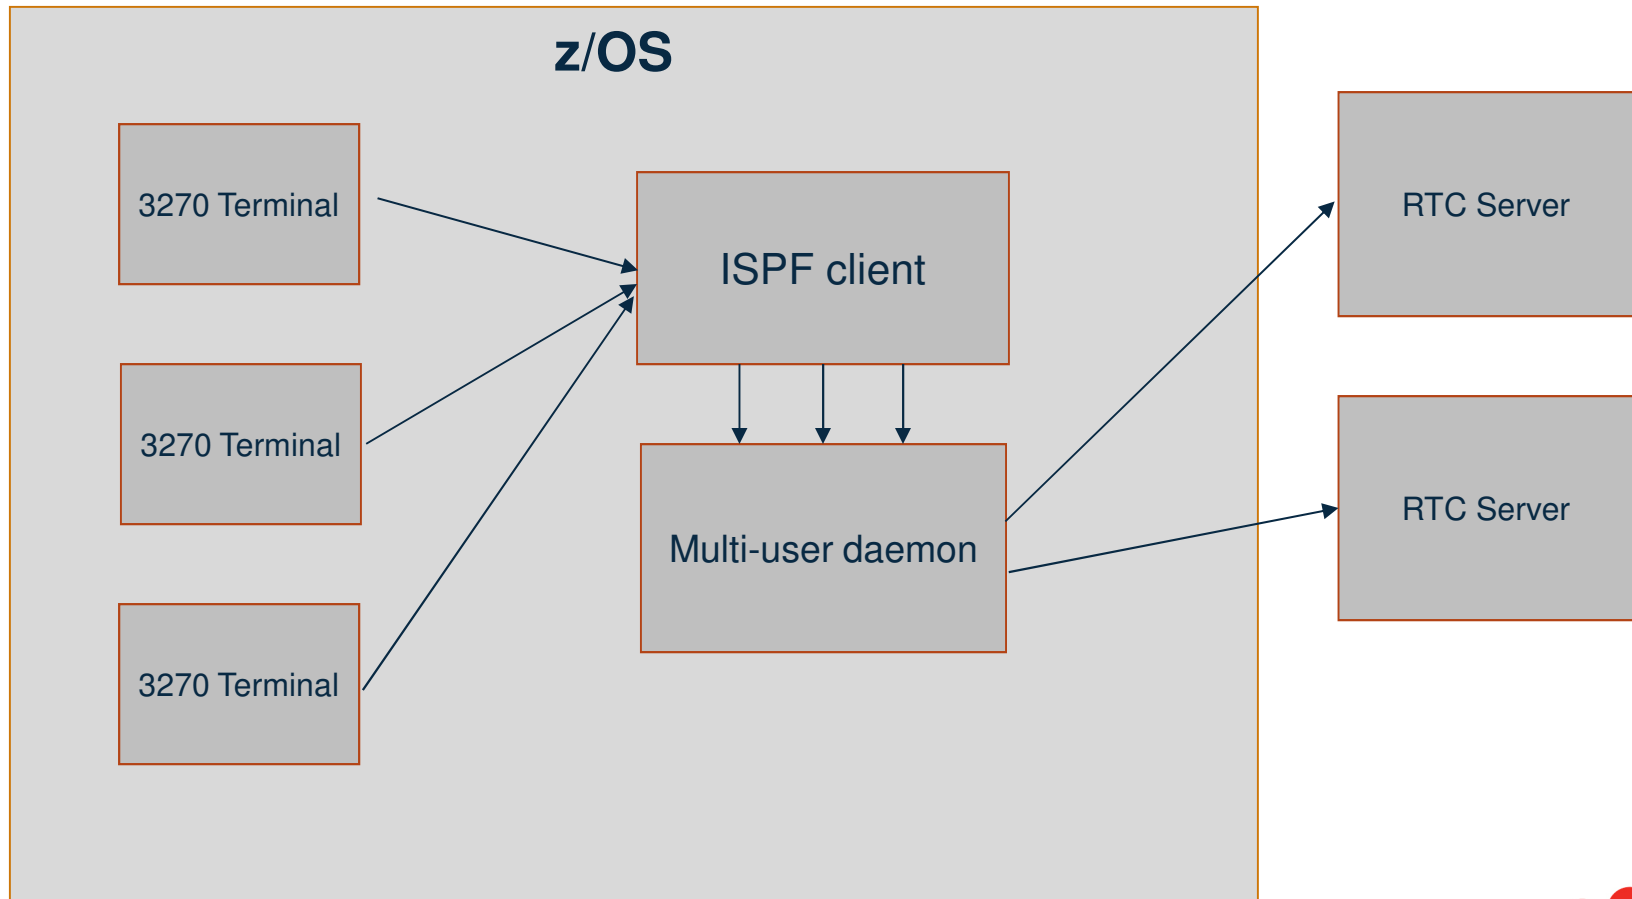 z/OS
3270 Terminal
ISPF client
RTC Server
3270 Terminal
Multi-user daemon
RTC Server
3270 Terminal